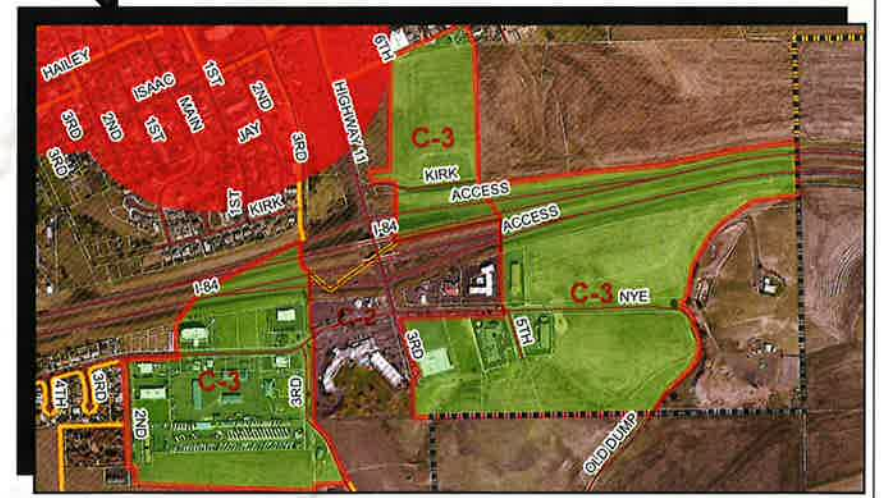 HAILEY
ISAAC
1ST
2ND
MAIN
3RD
2ND
1ST
JAY
3RD
3RD
1ST
KIRK
HIGHWAY 11
6TH
C-3
KIRK
ACCESS
ACCESS
I-84
I-84
C-3
NYE
C-2
3RD
5TH
C-3
4TH
3RD
2ND
3RD
OLD DUMP